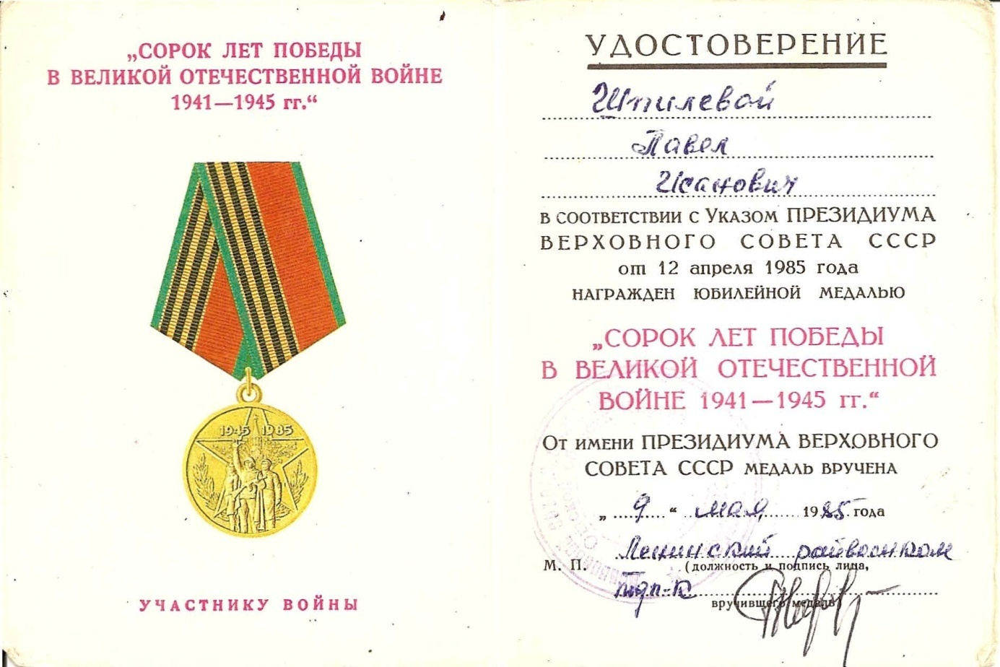 „СОРОК ЛЕТ ПОБЕДЫ
В ВЕЛИКОЙ ОТЕЧЕСТВЕННОЙ ВОЙНЕ
1941—1945 гг.“
1945 1985
УЧАСТНИКУ ВОЙНЫ
УДОСТОВЕРЕНИЕ
Шпилевой
Павел
Исанович
В СООТВЕТСТВИИ С УКАЗОМ ПРЕЗИДИУМА
ВЕРХОВНОГО СОВЕТА СССР
от 12 апреля 1985 года
НАГРАЖДЕН ЮБИЛЕЙНОЙ МЕДАЛЬЮ
„СОРОК ЛЕТ ПОБЕДЫ
В ВЕЛИКОЙ ОТЕЧЕСТВЕННОЙ
ВОЙНЕ 1941—1945 гг.“
ОТ ИМЕНИ ПРЕЗИДИУМА ВЕРХОВНОГО
СОВЕТА СССР МЕДАЛЬ ВРУЧЕНА
„ 9 “ мая 1985 года
Ленинский райвоенком
М. П. (должность и подпись лица,
п/п-к
вручившего медаль)